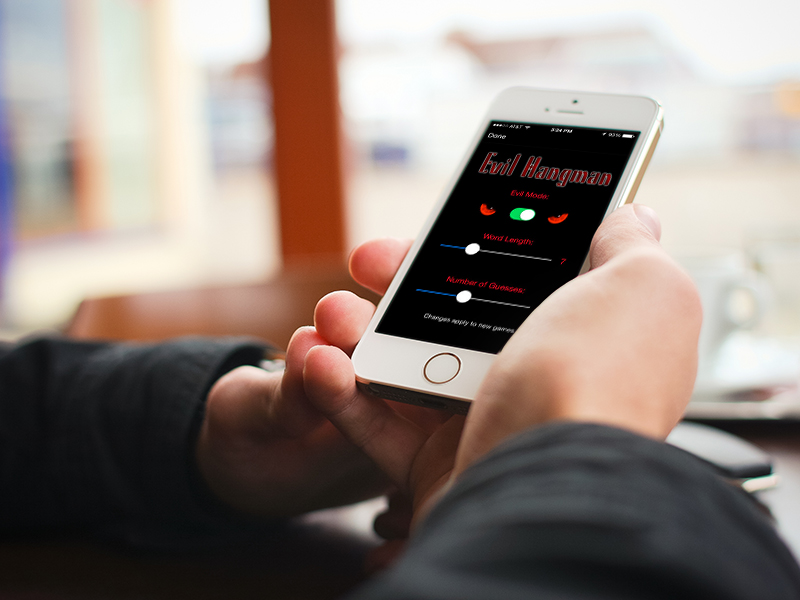 AT&T 3:24 PM 93%
Done
Evil Hangman
Evil Mode:
Word Length:
7
Number of Guesses:
Changes apply to new games